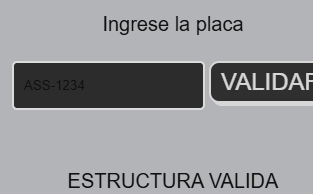 Ingrese la placa
ASS-1234
VALIDAR
ESTRUCTURA VALIDA